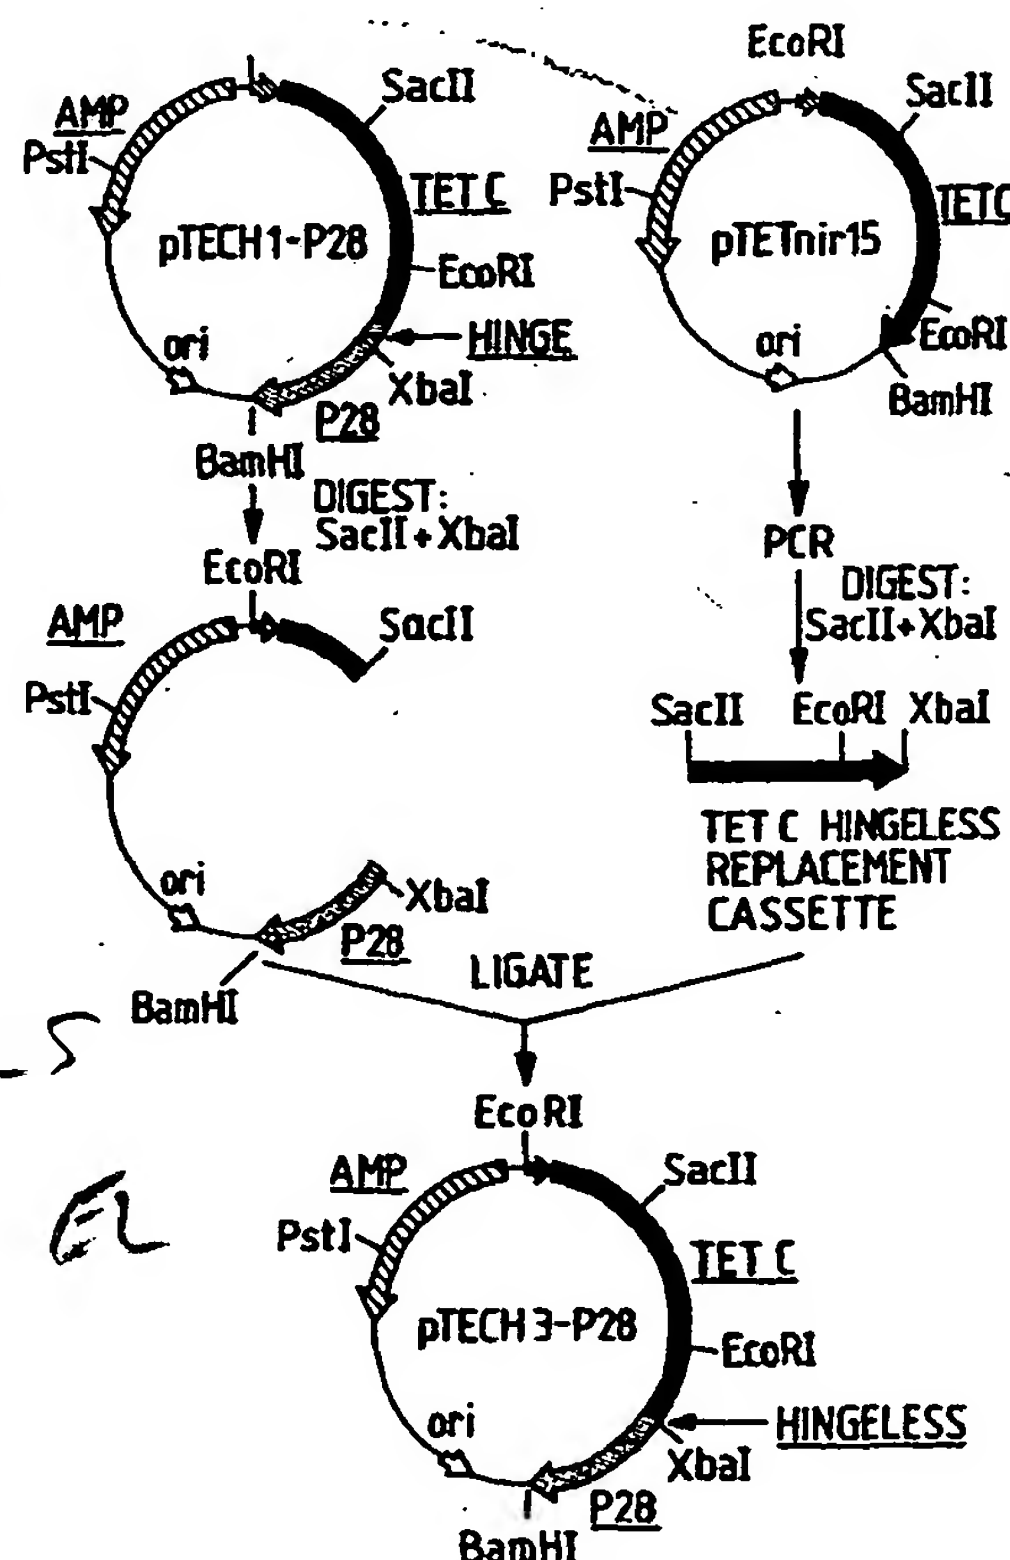 SacII
AMP
PstI
TET C
pTECH1-P28
EcoRI
ori
HINGE
XbaI
P28
BamHI
DIGEST:
SacII+XbaI
EcoRI
SacII
AMP
PstI
TETC
pTETnir15
EcoRI
ori
BamHI
PCR
DIGEST:
SacII+XbaI
SacII EcoRI XbaI
TET C HINGELESS
REPLACEMENT
CASSETTE
EcoRI
AMP
SacII
PstI
ori
XbaI
P28
BamHI
LIGATE
EcoRI
AMP
SacII
PstI
TET C
pTECH3-P28
EcoRI
ori
HINGELESS
XbaI
P28
BamHI